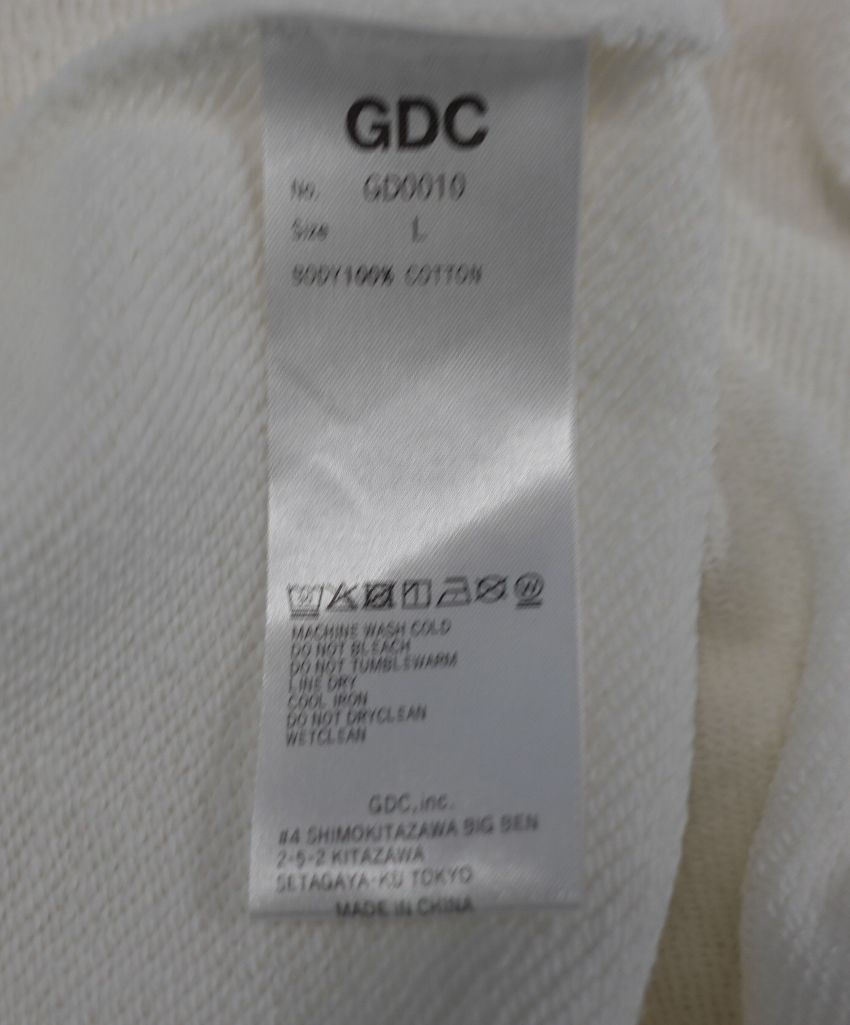 GDC
No. GD0010
Size L
BODY100% COTTON
MACHINE WASH COLD
DO NOT BLEACH
DO NOT TUMBLEWARM
LINE DRY
COOL IRON
DO NOT DRYCLEAN
WETCLEAN
GDC,inc.
#4 SHIMOKITAZAWA BIG BEN
2-5-2 KITAZAWA
SETAGAYA-KU TOKYO
MADE IN CHINA